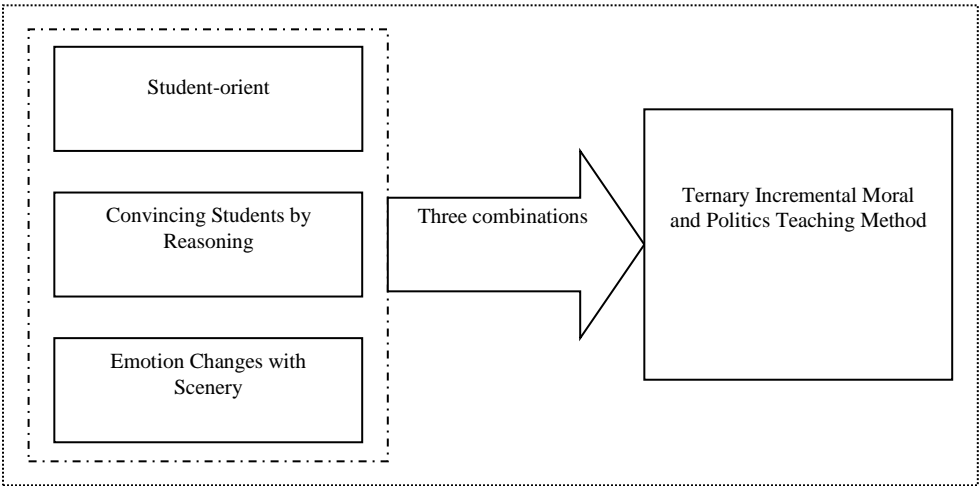 Student-orient
Convincing Students by
Reasoning
Emotion Changes with
Scenery
Three combinations
Ternary Incremental Moral
and Politics Teaching Method